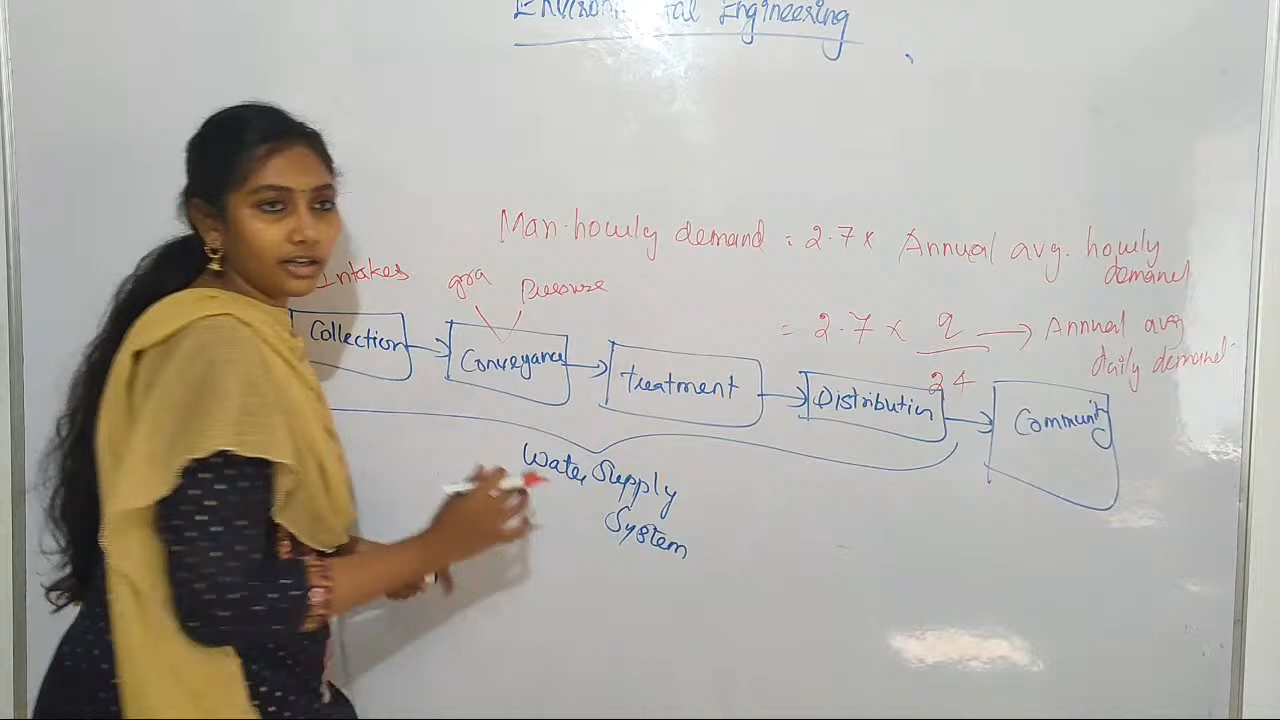 Environmental Engineering
Max. hourly demand = 2.7 x Annual avg. hourly
demand
Intakes
gra
Pressure
= 2.7 x q → Annual avg
24
daily demand
Collection
Conveyance
treatment
Distribution
Community
Water Supply
System